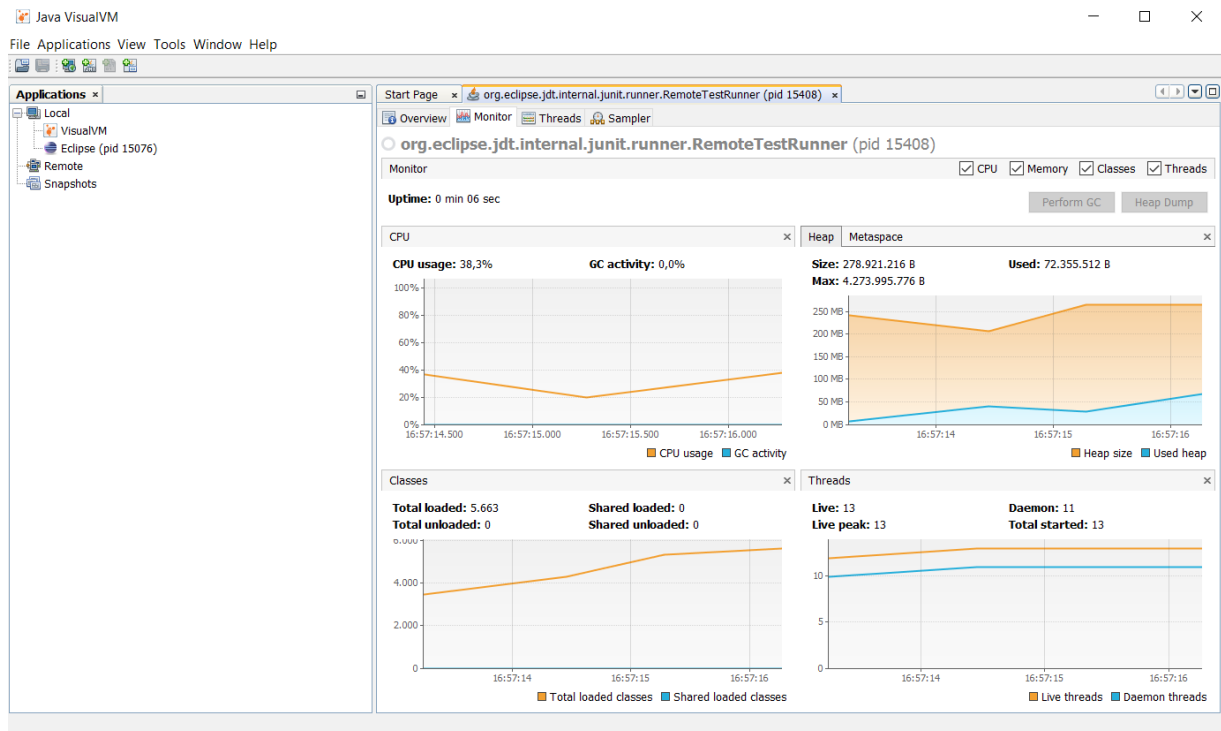 Java VisualVM
File Applications View Tools Window Help
Applications ×
Local
VisualVM
Eclipse (pid 15076)
Remote
Snapshots
Start Page × org.eclipse.jdt.internal.junit.runner.RemoteTestRunner (pid 15408) ×
Overview Monitor Threads Sampler
org.eclipse.jdt.internal.junit.runner.RemoteTestRunner (pid 15408)
Monitor CPU Memory Classes Threads
Uptime: 0 min 06 sec Perform GC Heap Dump
CPU ×
CPU usage: 38,3% GC activity: 0,0%
100%
80%
60%
40%
20%
0%
16:57:14.500 16:57:15.000 16:57:15.500 16:57:16.000
CPU usage GC activity
Heap Metaspace ×
Size: 278.921.216 B Used: 72.355.512 B
Max: 4.273.995.776 B
250 MB
200 MB
150 MB
100 MB
50 MB
0 MB
16:57:14 16:57:15 16:57:16
Heap size Used heap
Classes ×
Total loaded: 5.663 Shared loaded: 0
Total unloaded: 0 Shared unloaded: 0
6.000
4.000
2.000
0
16:57:14 16:57:15 16:57:16
Total loaded classes Shared loaded classes
Threads ×
Live: 13 Daemon: 11
Live peak: 13 Total started: 13
10
5
0
16:57:14 16:57:15 16:57:16
Live threads Daemon threads